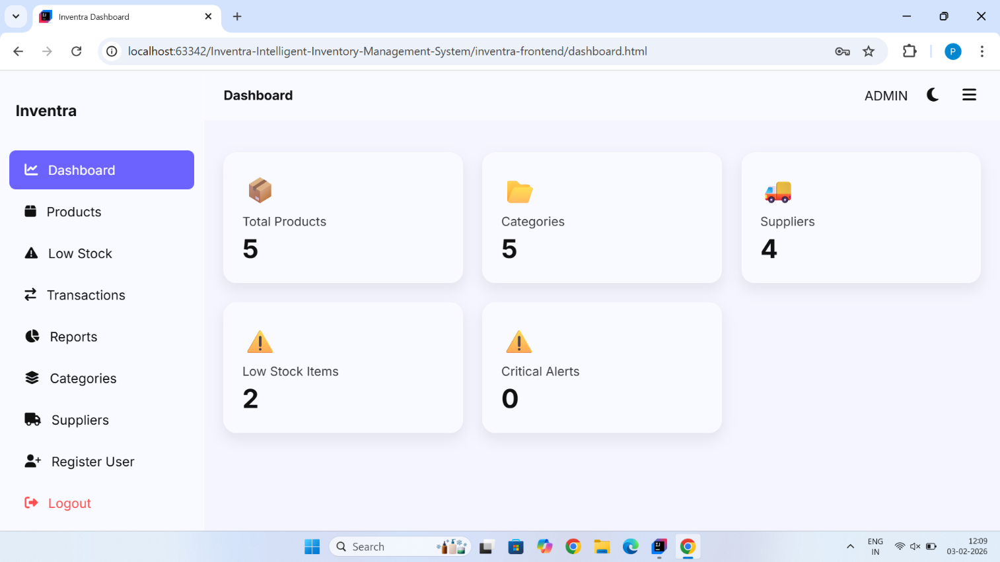 Inventra Dashboard
localhost:63342/Inventra-Intelligent-Inventory-Management-System/inventra-frontend/dashboard.html
P
Inventra
Dashboard
ADMIN
Dashboard
Products
Low Stock
Transactions
Reports
Categories
Suppliers
Register User
Logout
Total Products
5
Categories
5
Suppliers
4
Low Stock Items
2
Critical Alerts
0
Search
ENG
IN
12:09
03-02-2026